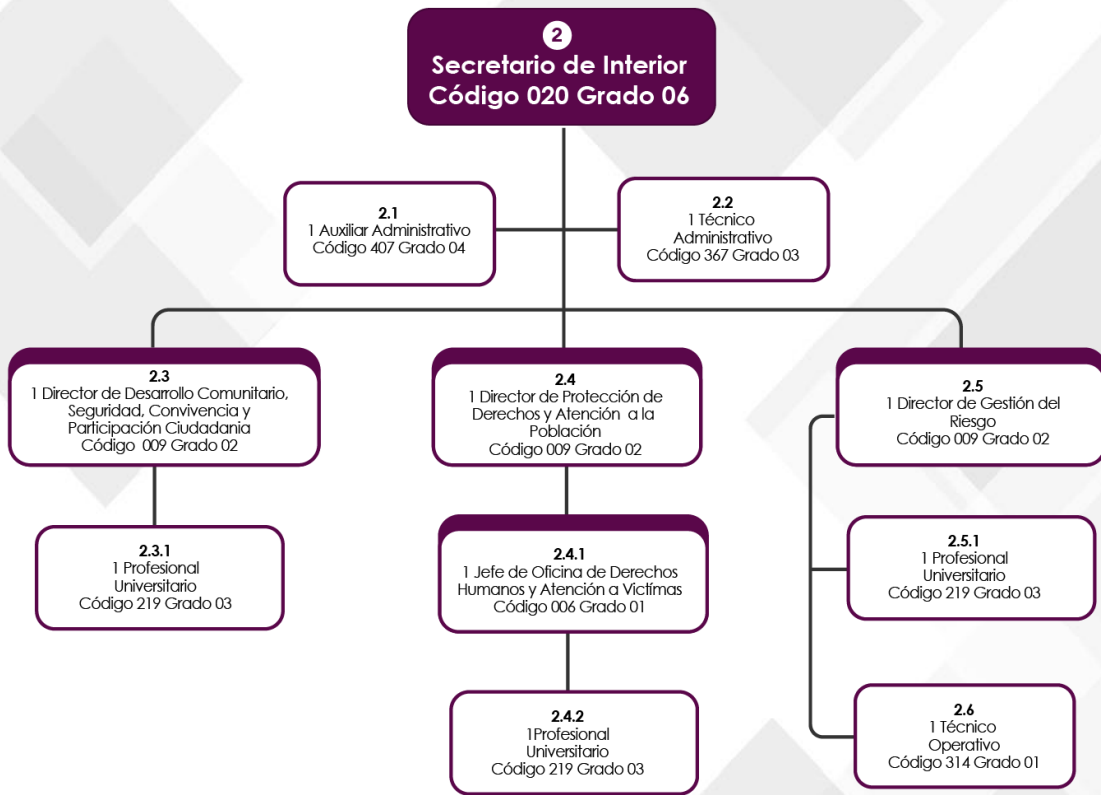 2
Secretario de Interior
Código 020 Grado 06
2.1
1 Auxiliar Administrativo
Código 407 Grado 04
2.2
1 Técnico
Administrativo
Código 367 Grado 03
2.3
1 Director de Desarrollo Comunitario,
Seguridad, Convivencia y
Participación Ciudadania
Código 009 Grado 02
2.4
1 Director de Protección de
Derechos y Atención a la
Población
Código 009 Grado 02
2.5
1 Director de Gestión del
Riesgo
Código 009 Grado 02
2.3.1
1 Profesional
Universitario
Código 219 Grado 03
2.4.1
1 Jefe de Oficina de Derechos
Humanos y Atención a Victímas
Código 006 Grado 01
2.5.1
1 Profesional
Universitario
Código 219 Grado 03
2.4.2
1Profesional
Universitario
Código 219 Grado 03
2.6
1 Técnico
Operativo
Código 314 Grado 01